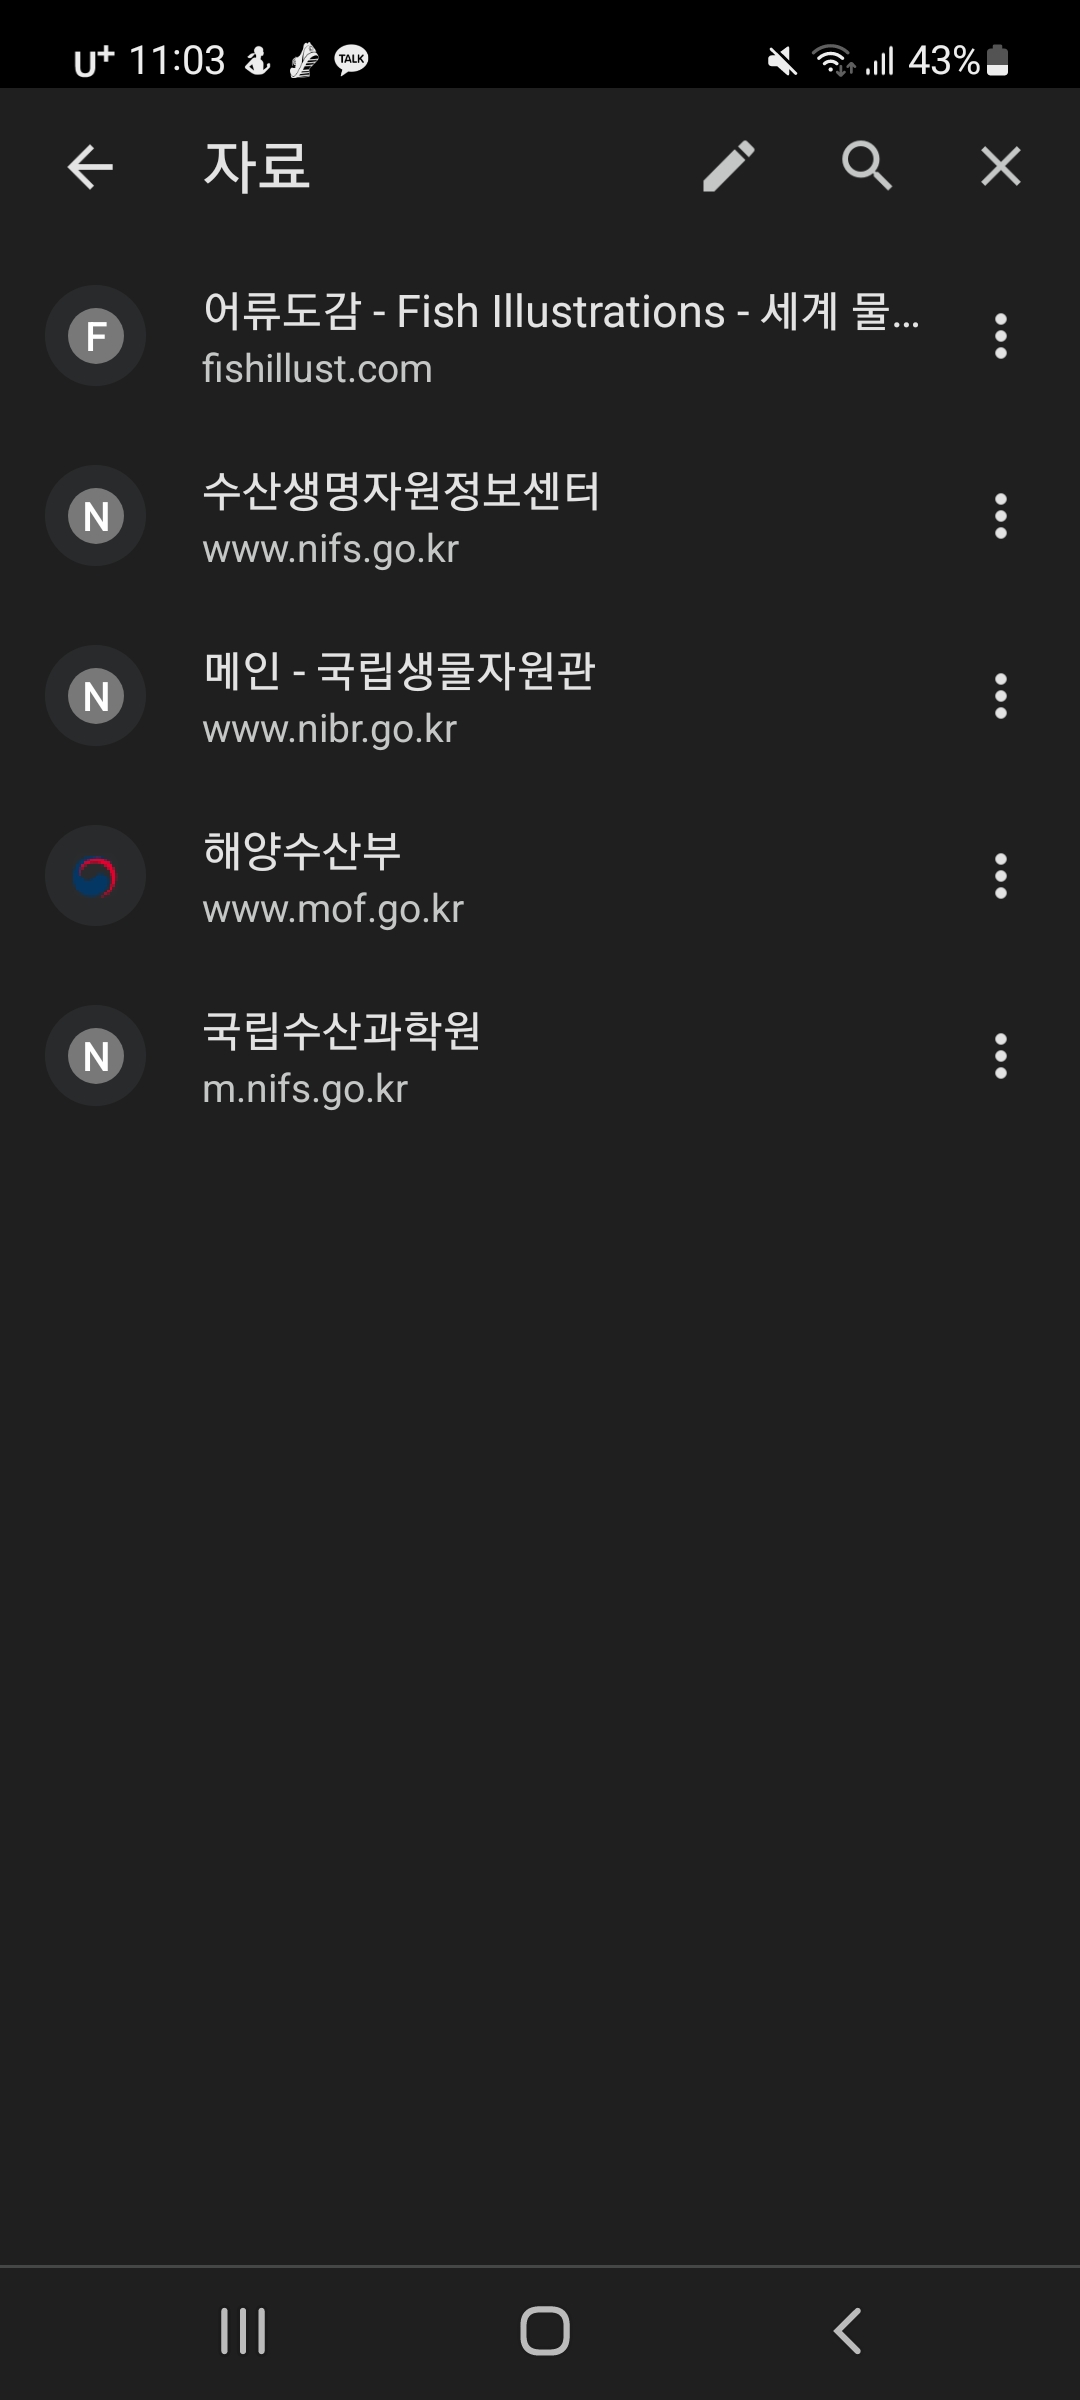 U+ 11:03 TALK 43%
자료
F
어류도감 - Fish Illustrations - 세계 물...
fishillust.com
N
수산생명자원정보센터
www.nifs.go.kr
N
메인 - 국립생물자원관
www.nibr.go.kr
해양수산부
www.mof.go.kr
N
국립수산과학원
m.nifs.go.kr